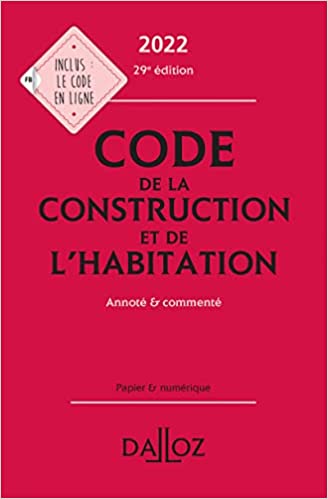 2022
29e édition
INCLUS :
LE CODE
EN LIGNE
FR
CODE
DE LA
CONSTRUCTION
ET DE
L'HABITATION
Annoté & commenté
Papier & numérique
DALLOZ